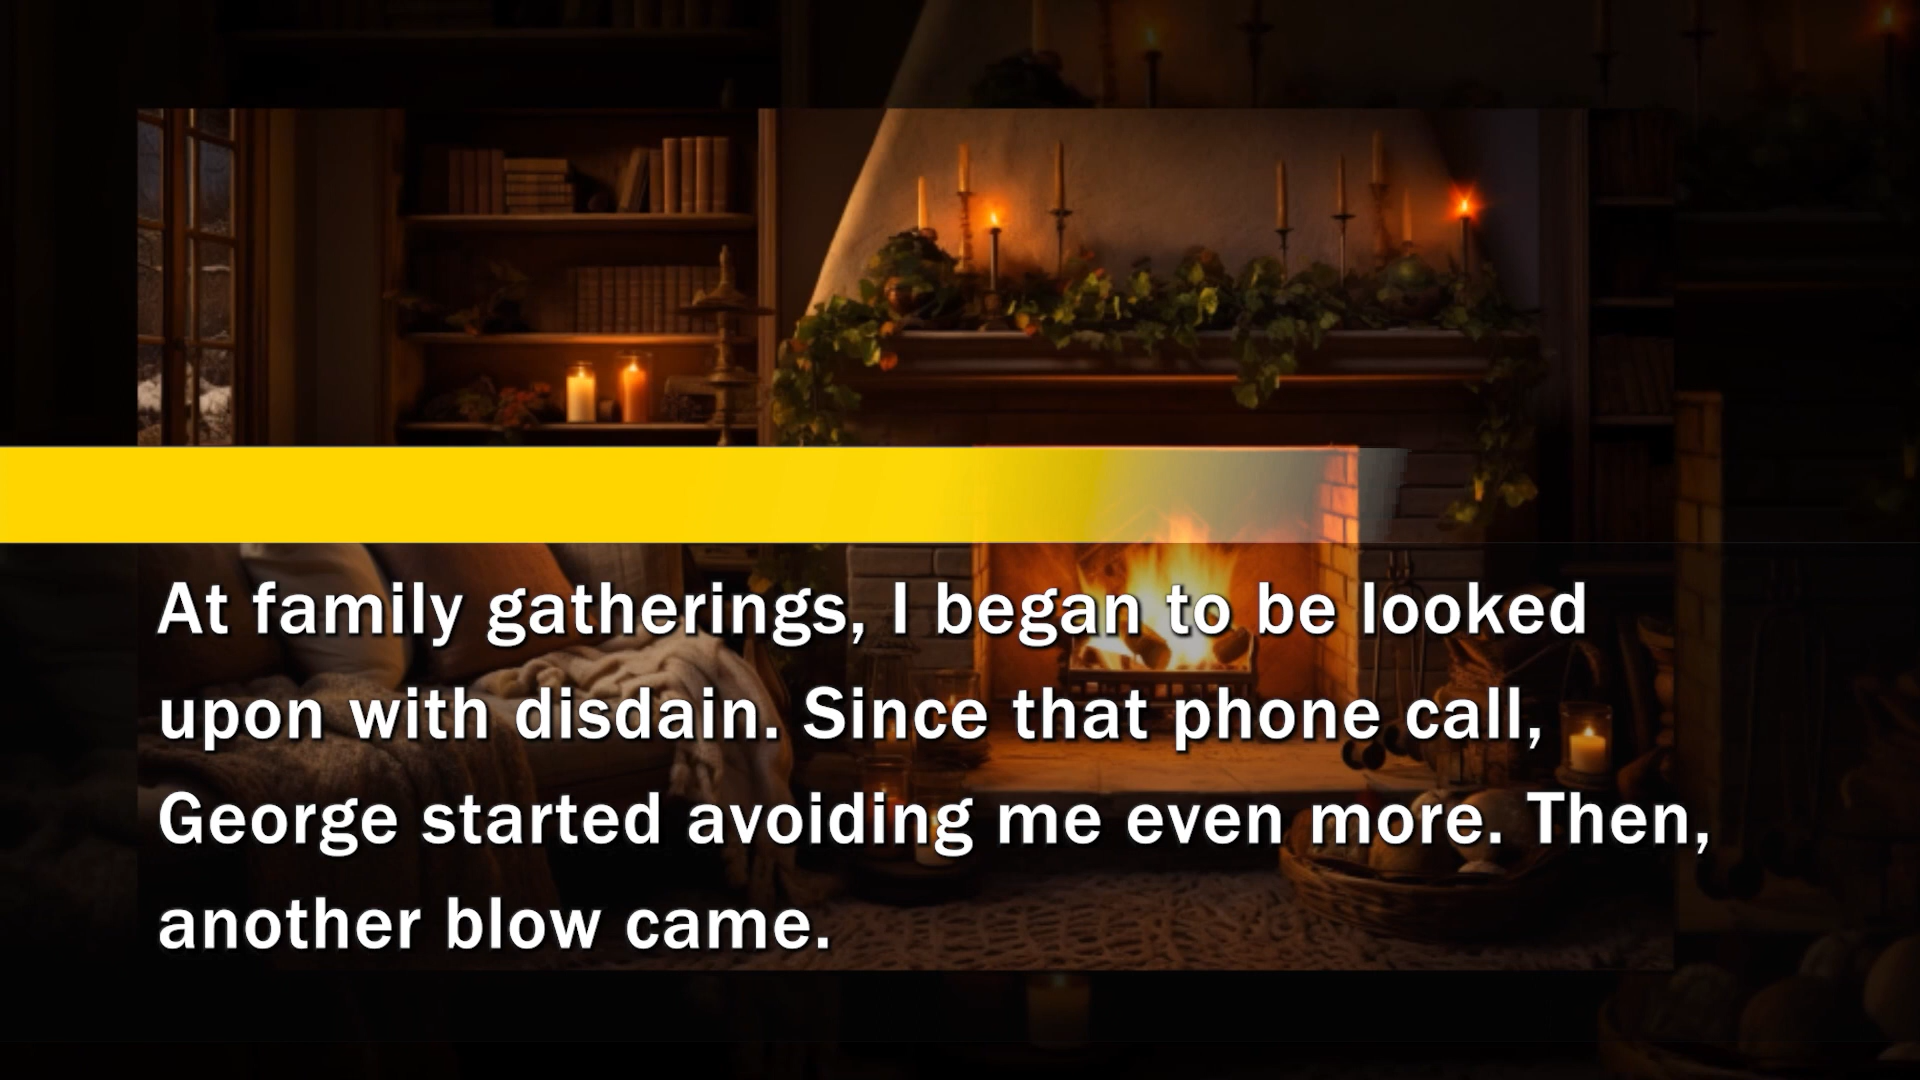 At family gatherings, I began to be looked
upon with disdain. Since that phone call,
George started avoiding me even more. Then,
another blow came.